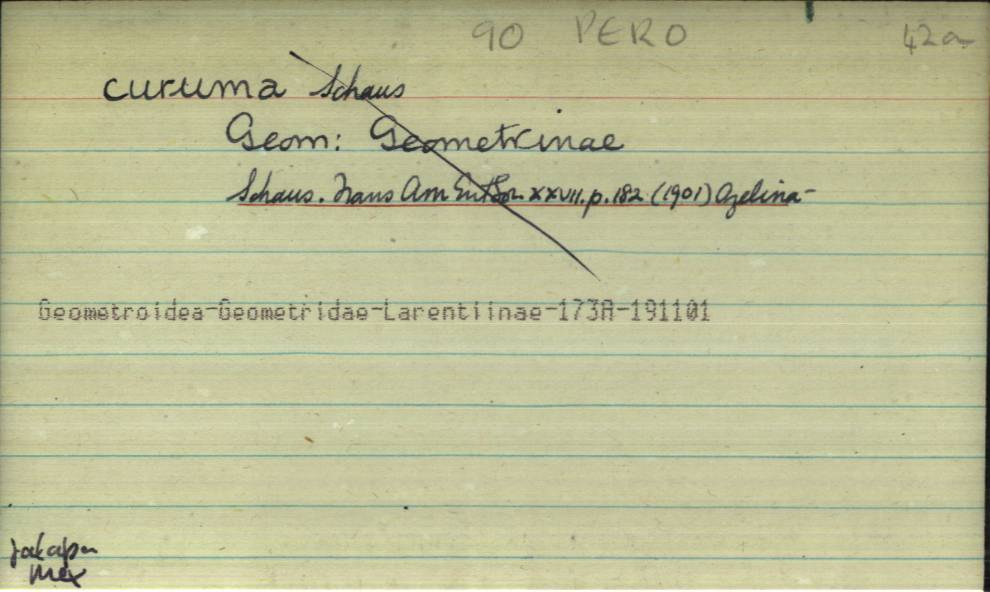 90 PERO 42a
curuma Schaus
Geom: Geometrinae
Schaus. Trans Am Ent Soc XXVII. p. 182 (1901) Azelina-
Geometroidea-Geometridae-Larentiinae-173A-191101
Jalapa
Mex